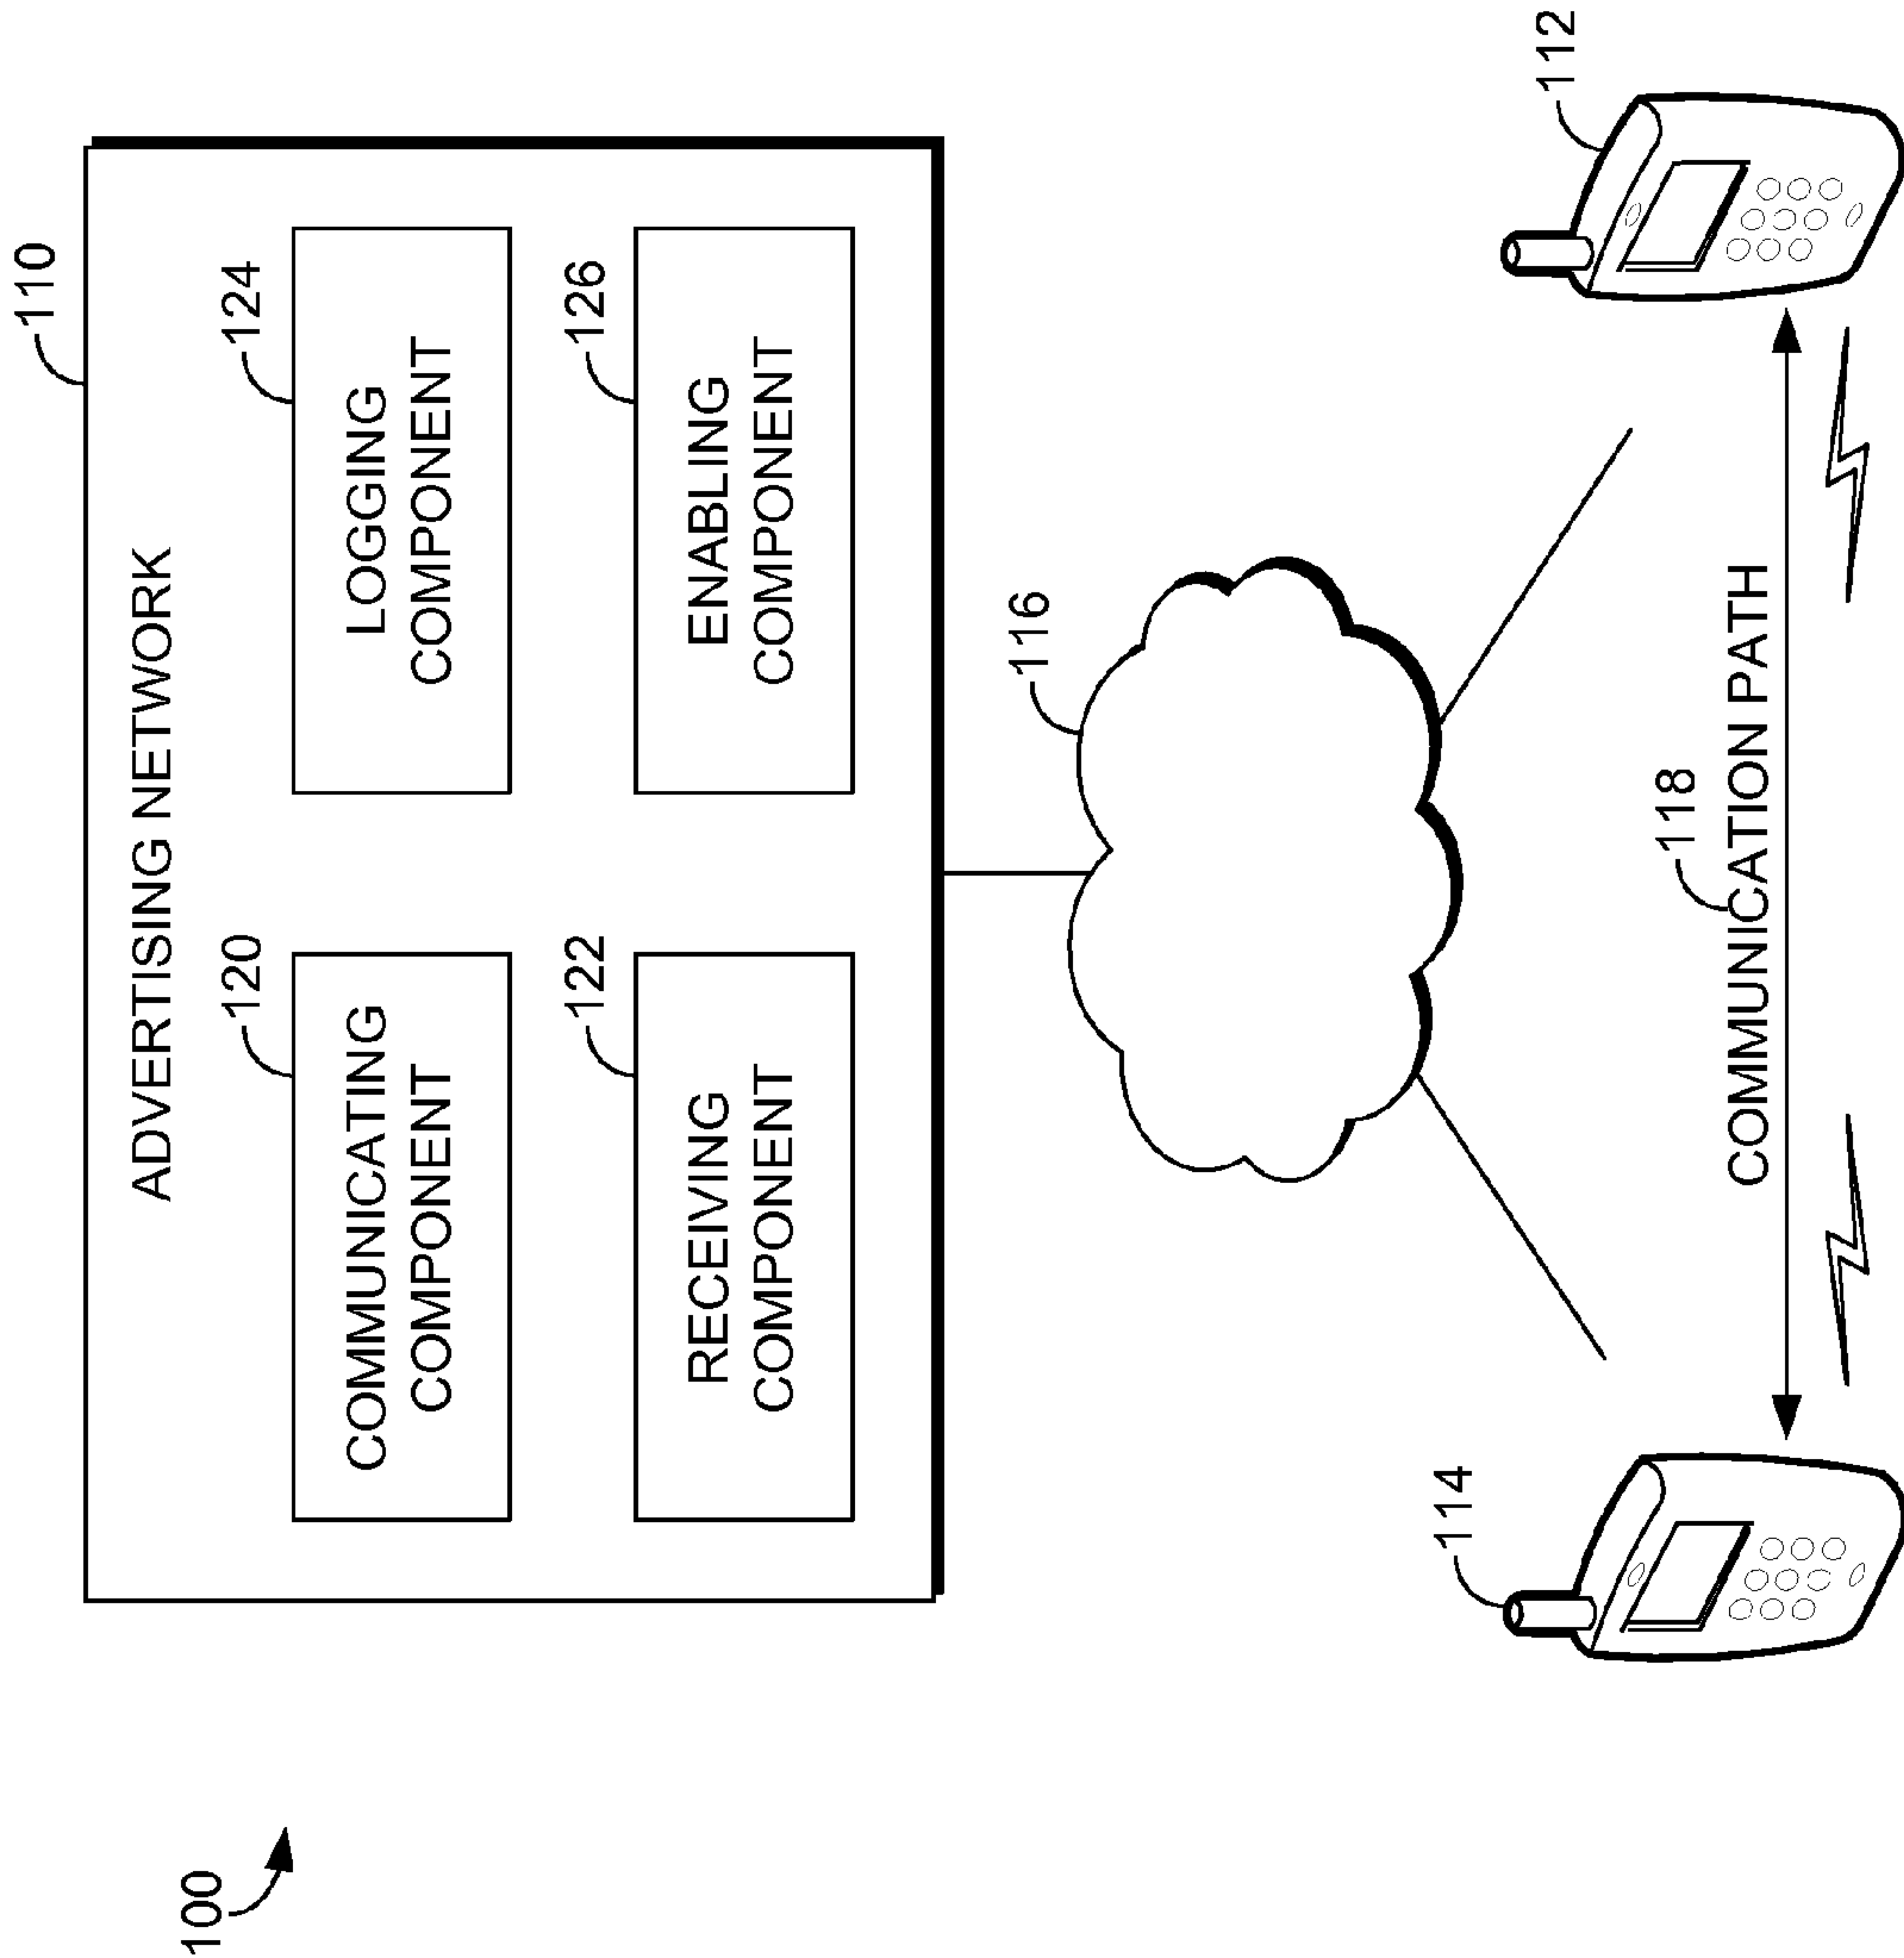 100
110
ADVERTISING NETWORK
120
COMMUNICATING
COMPONENT
124
LOGGING
COMPONENT
122
RECEIVING
COMPONENT
126
ENABLING
COMPONENT
116
114
112
118
COMMUNICATION PATH